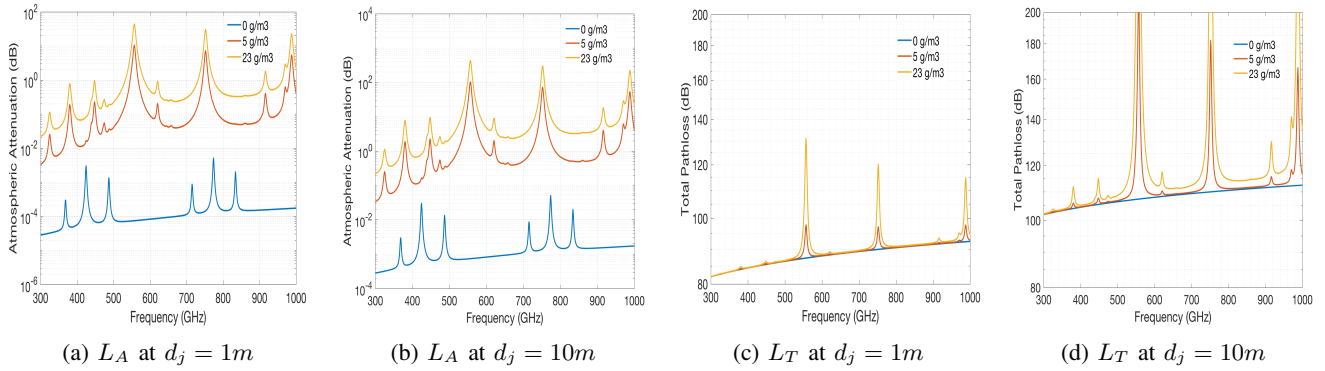 Atmospheric Attenuation (dB)
10^2
10^0
10^-2
10^-4
10^-6
0 g/m3
5 g/m3
23 g/m3
300 400 500 600 700 800 900 1000
Frequency (GHz)
(a) L_A at d_j = 1m
Atmospheric Attenuation (dB)
10^4
10^2
10^0
10^-2
10^-4
0 g/m3
5 g/m3
23 g/m3
300 400 500 600 700 800 900 1000
Frequency (GHz)
(b) L_A at d_j = 10m
Total Pathloss (dB)
200
180
160
140
120
100
80
0 g/m3
5 g/m3
23 g/m3
300 400 500 600 700 800 900 1000
Frequency (GHz)
(c) L_T at d_j = 1m
Total Pathloss (dB)
200
180
160
140
120
100
80
0 g/m3
5 g/m3
23 g/m3
300 400 500 600 700 800 900 1000
Frequency (GHz)
(d) L_T at d_j = 10m